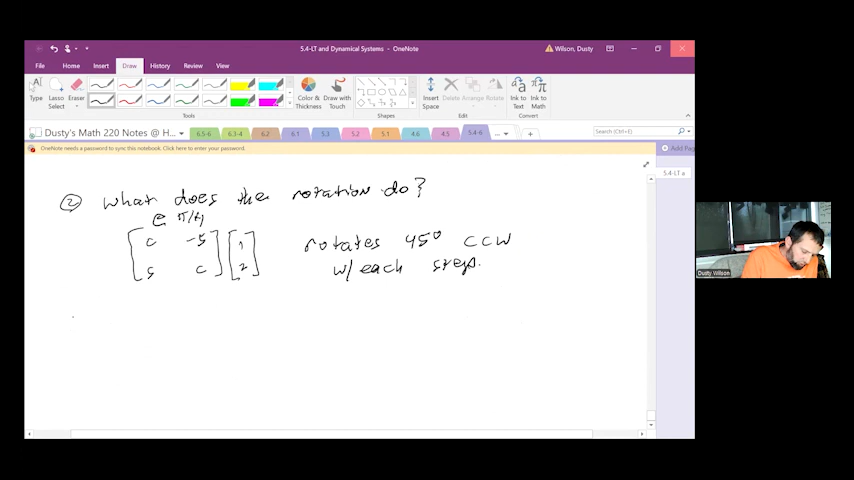 5.4-LT and Dynamical Systems - OneNote
Wilson, Dusty
File Home Insert Draw History Review View
Type Lasso Select Eraser Color & Thickness Draw with Touch Insert Space Delete Arrange Rotate Ink to Text Ink to Math
Tools Shapes Edit Convert
Dusty's Math 220 Notes @ H... 6.5-6 6.3-4 6.2 6.1 5.3 5.2 5.1 4.6 4.5 5.4-6 ... + Search (Ctrl+E)
OneNote needs a password to sync this notebook. Click here to enter your password.
Add Pag
5.4-LT a
② What does the rotation do?
@ π/4
[c -s] [1] rotates 45° CCW
[s c] [2] w/ each step.
Dusty Wilson